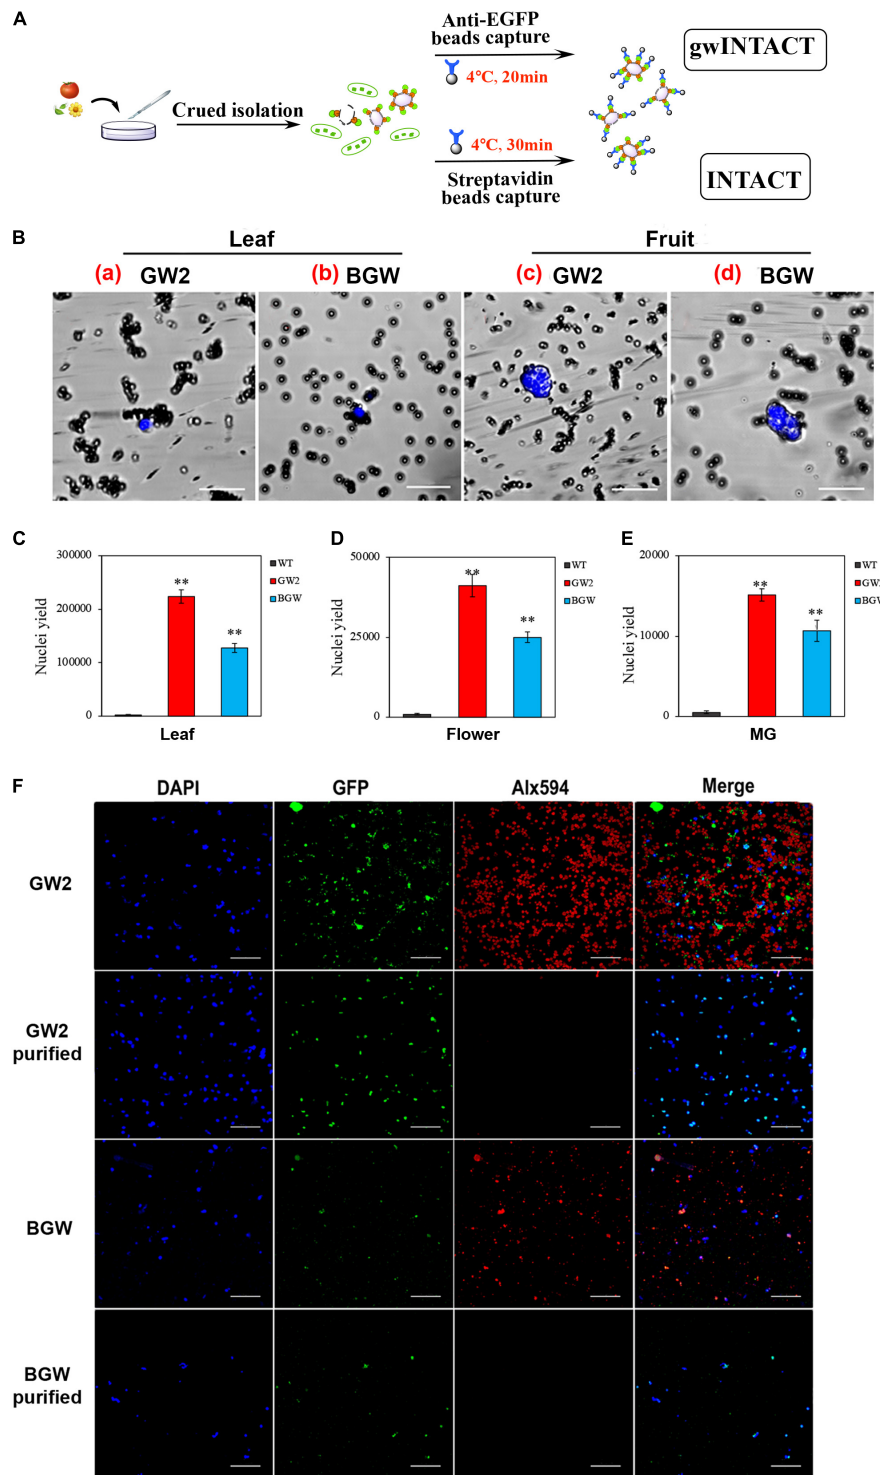 A
Anti-EGFP
beads capture
4°C, 20min
gwINTACT
Crued isolation
4°C, 30min
Streptavidin
beads capture
INTACT
B
Leaf
Fruit
(a) GW2
(b) BGW
(c) GW2
(d) BGW
C
300000
200000
100000
0
Nuclei yield
**
**
WT
GW2
BGW
Leaf
D
50000
25000
0
Nuclei yield
**
**
WT
GW2
BGW
Flower
E
20000
10000
0
Nuclei yield
**
**
WT
GW2
BGW
MG
F
DAPI
GFP
Alx594
Merge
GW2
GW2
purified
BGW
BGW
purified